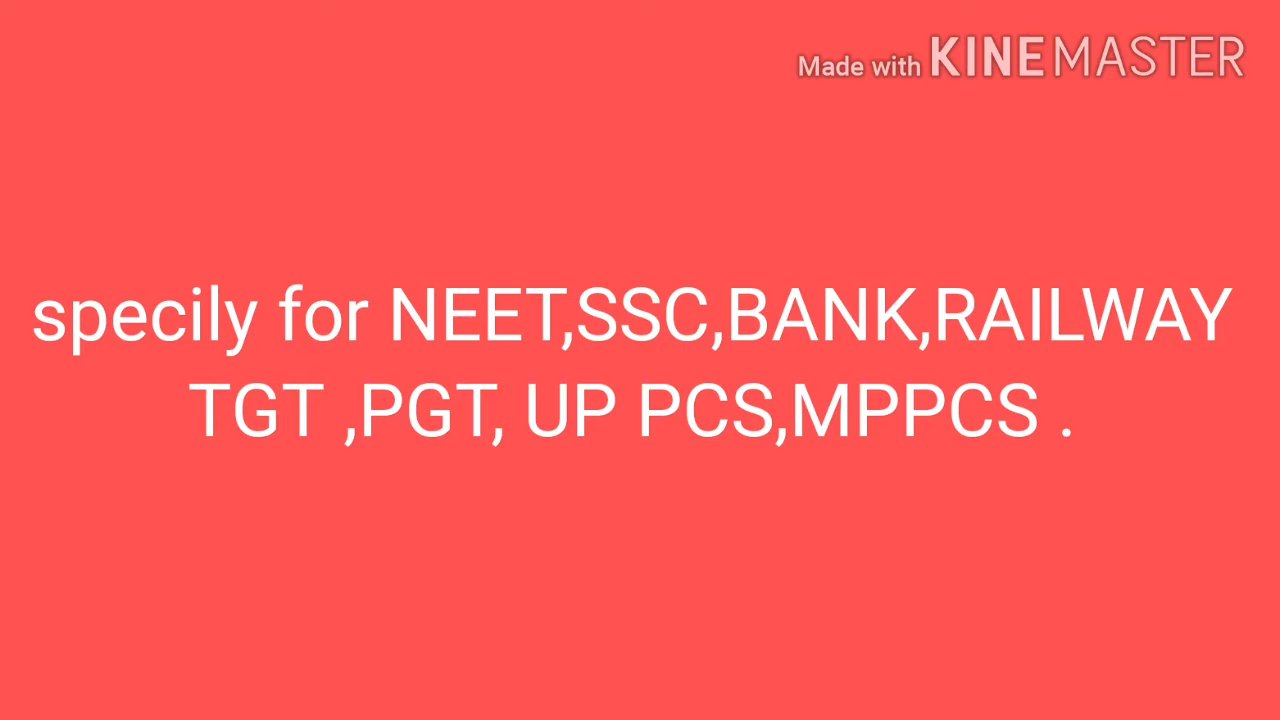 Made with KINEMASTER
specily for NEET,SSC,BANK,RAILWAY
TGT ,PGT, UP PCS,MPPCS .